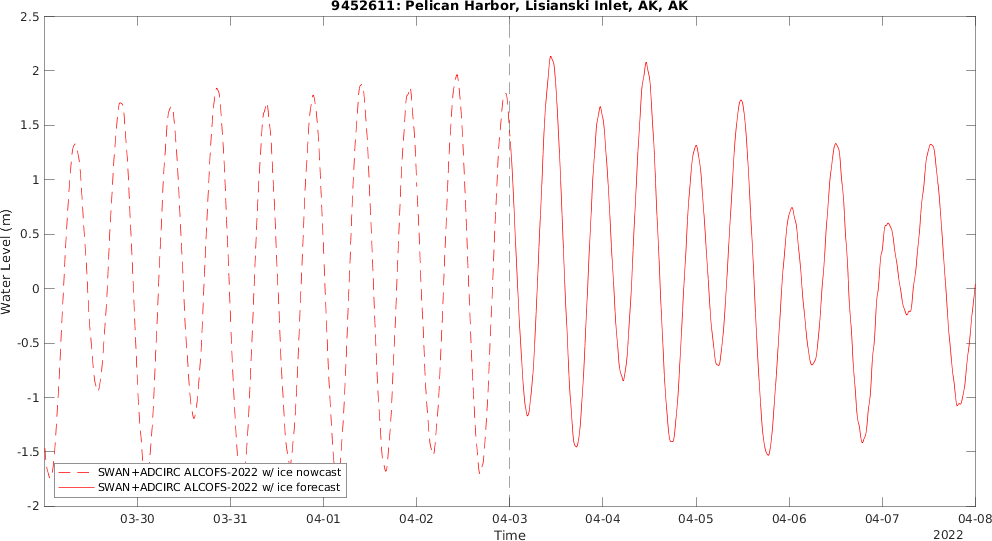 9452611: Pelican Harbor, Lisianski Inlet, AK, AK
Water Level (m)
2.5
2
1.5
1
0.5
0
-0.5
-1
-1.5
-2
SWAN+ADCIRC ALCOFS-2022 w/ ice nowcast
SWAN+ADCIRC ALCOFS-2022 w/ ice forecast
03-30 03-31 04-01 04-02 04-03 04-04 04-05 04-06 04-07 04-08
Time
2022